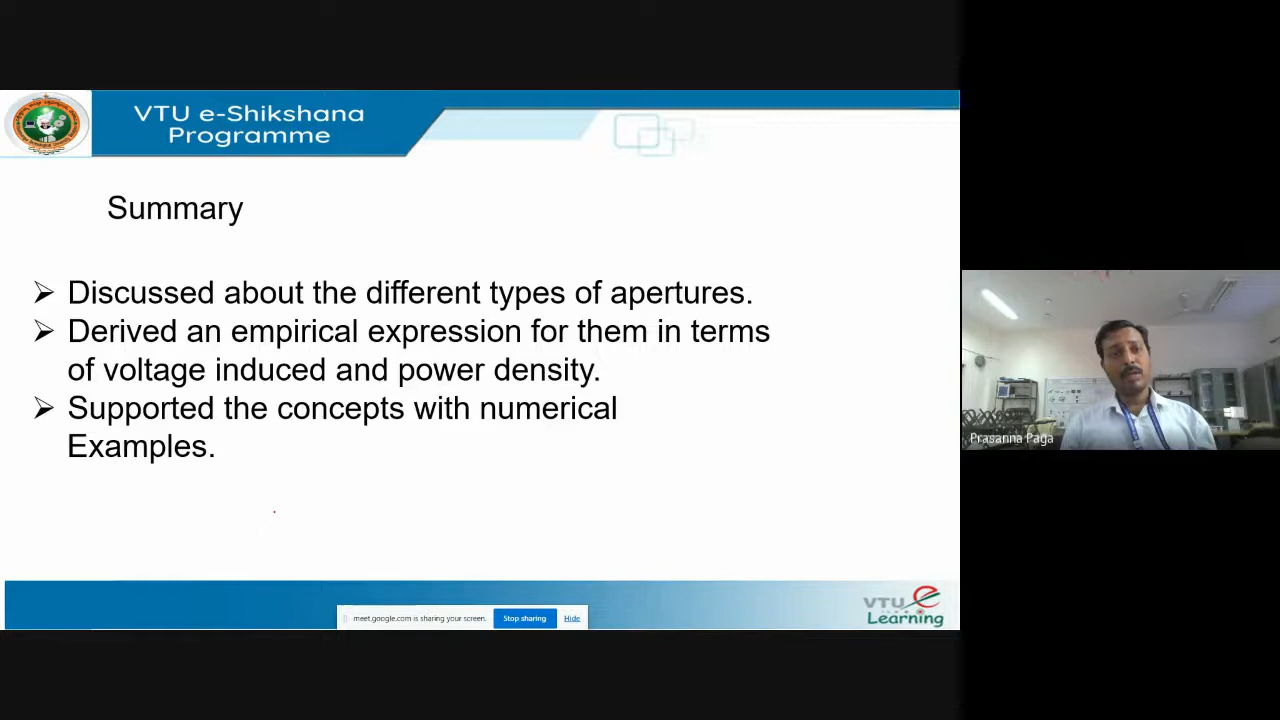 VTU e-Shikshana
Programme
Summary
➢ Discussed about the different types of apertures.
➢ Derived an empirical expression for them in terms
of voltage induced and power density.
➢ Supported the concepts with numerical
Examples.
Prasanna Paga
meet.google.com is sharing your screen. Stop sharing Hide
VTU e
Learning